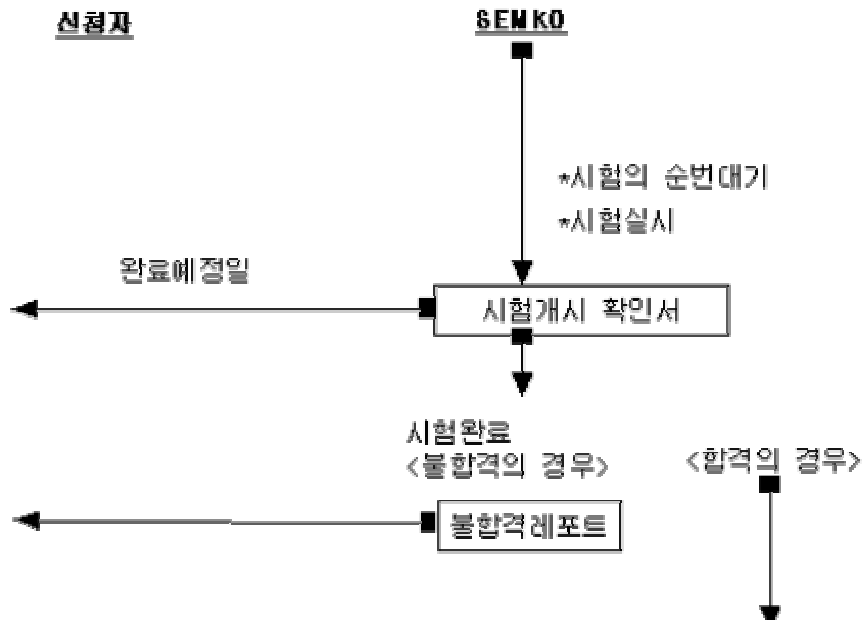 신청자
SEMKO
*시험의 순번대기
*시험실시
완료예정일
시험개시 확인서
시험완료
<불합격의 경우>
<합격의 경우>
불합격레포트